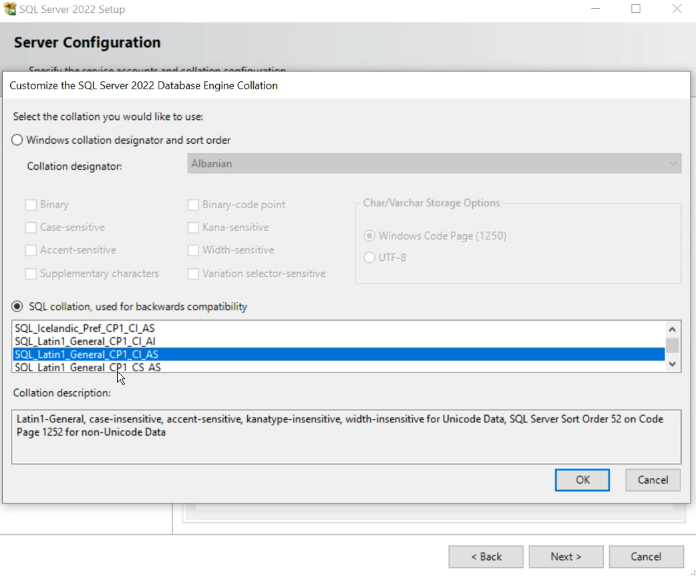 SQL Server 2022 Setup
Server Configuration
Specify the service accounts and collation configuration.
Customize the SQL Server 2022 Database Engine Collation
Select the collation you would like to use:
Windows collation designator and sort order
Collation designator:
Albanian
Binary
Binary-code point
Char/Varchar Storage Options
Case-sensitive
Kana-sensitive
Windows Code Page (1250)
Accent-sensitive
Width-sensitive
UTF-8
Supplementary characters
Variation selector-sensitive
SQL collation, used for backwards compatibility
SQL_Icelandic_Pref_CP1_CI_AS
SQL_Latin1_General_CP1_CI_AI
SQL_Latin1_General_CP1_CI_AS
SQL_Latin1_General_CP1_CS_AS
Collation description:
Latin1-General, case-insensitive, accent-sensitive, kanatype-insensitive, width-insensitive for Unicode Data, SQL Server Sort Order 52 on Code
Page 1252 for non-Unicode Data
OK
Cancel
< Back
Next >
Cancel